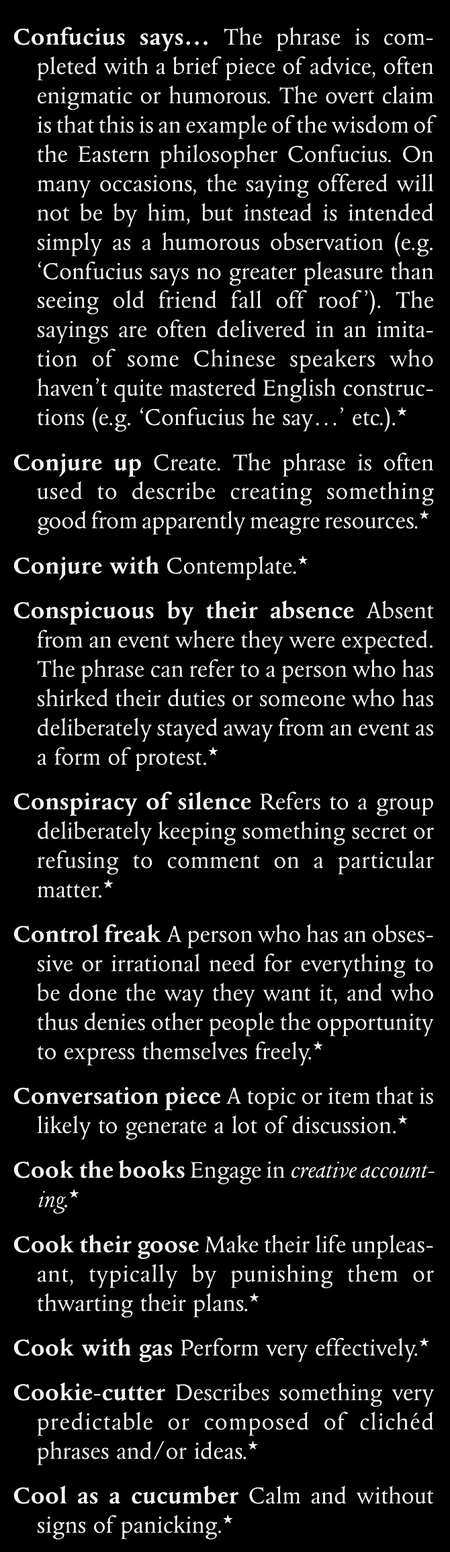 Confucius says... The phrase is com-
pleted with a brief piece of advice, often
enigmatic or humorous. The overt claim
is that this is an example of the wisdom of
the Eastern philosopher Confucius. On
many occasions, the saying offered will
not be by him, but instead is intended
simply as a humorous observation (e.g.
‘Confucius says no greater pleasure than
seeing old friend fall off roof’). The
sayings are often delivered in an imita-
tion of some Chinese speakers who
haven’t quite mastered English construc-
tions (e.g. ‘Confucius he say...’ etc.).★
Conjure up Create. The phrase is often
used to describe creating something
good from apparently meagre resources.★
Conjure with Contemplate.★
Conspicuous by their absence Absent
from an event where they were expected.
The phrase can refer to a person who has
shirked their duties or someone who has
deliberately stayed away from an event as
a form of protest.★
Conspiracy of silence Refers to a group
deliberately keeping something secret or
refusing to comment on a particular
matter.★
Control freak A person who has an obses-
sive or irrational need for everything to
be done the way they want it, and who
thus denies other people the opportunity
to express themselves freely.★
Conversation piece A topic or item that is
likely to generate a lot of discussion.★
Cook the books Engage in creative account-
ing.★
Cook their goose Make their life unpleas-
ant, typically by punishing them or
thwarting their plans.★
Cook with gas Perform very effectively.★
Cookie-cutter Describes something very
predictable or composed of clichéd
phrases and/or ideas.★
Cool as a cucumber Calm and without
signs of panicking.★